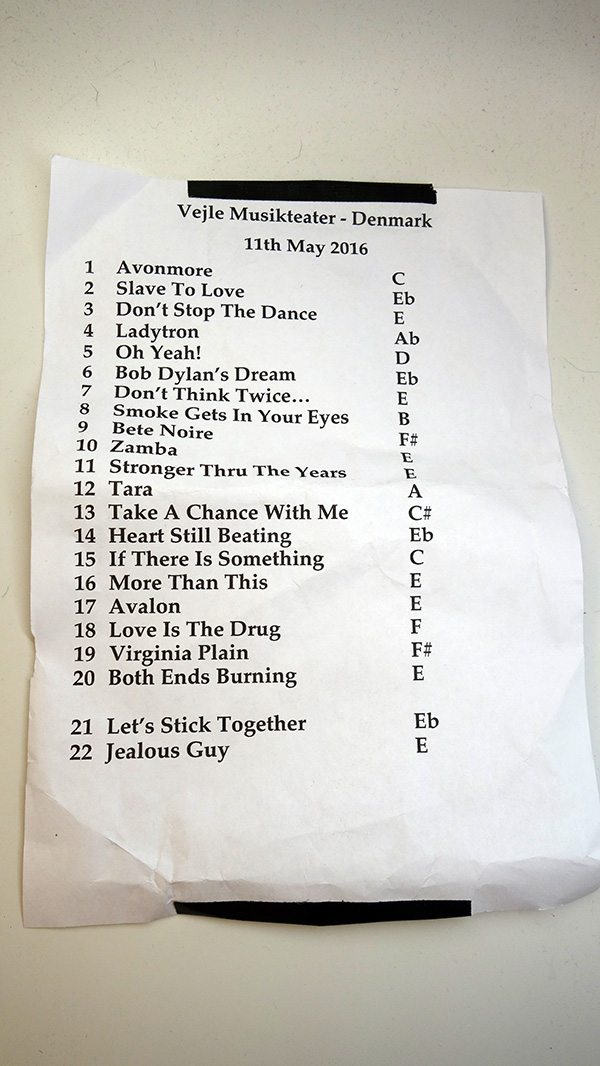 Vejle Musikteater - Denmark
11th May 2016
1 Avonmore C
2 Slave To Love Eb
3 Don't Stop The Dance E
4 Ladytron Ab
5 Oh Yeah! D
6 Bob Dylan's Dream Eb
7 Don't Think Twice... E
8 Smoke Gets In Your Eyes B
9 Bete Noire F#
10 Zamba E
11 Stronger Thru The Years E
12 Tara A
13 Take A Chance With Me C#
14 Heart Still Beating Eb
15 If There Is Something C
16 More Than This E
17 Avalon E
18 Love Is The Drug F
19 Virginia Plain F#
20 Both Ends Burning E
21 Let's Stick Together Eb
22 Jealous Guy E